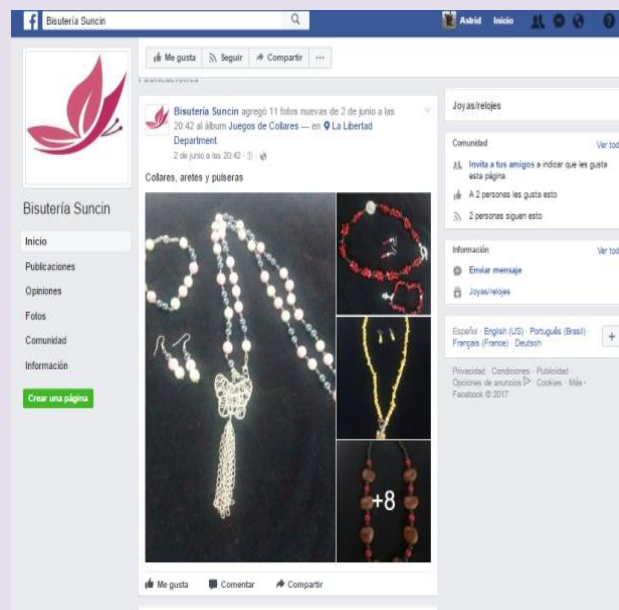 Bisutería Suncin
Astrid Inicio
Me gusta Seguir Compartir
Bisutería Suncin
Inicio
Publicaciones
Opiniones
Fotos
Comunidad
Información
Crear una página
Bisutería Suncin agregó 11 fotos nuevas de 2 de junio a las
20:42 al álbum Juegos de Collares — en La Libertad
Department.
2 de junio a las 20:42 ·
Collares, aretes y pulseras
+8
Me gusta Comentar Compartir
Joyas/relojes
Comunidad Ver tod
Invita a tus amigos a indicar que les gusta
esta página
A 2 personas les gusta esto
2 personas siguen esto
Información Ver tod
Enviar mensaje
Joyas/relojes
Español · English (US) · Português (Brasil) ·
Français (France) · Deutsch
Privacidad · Condiciones · Publicidad ·
Opciones de anuncios · Cookies · Más ·
Facebook © 2017